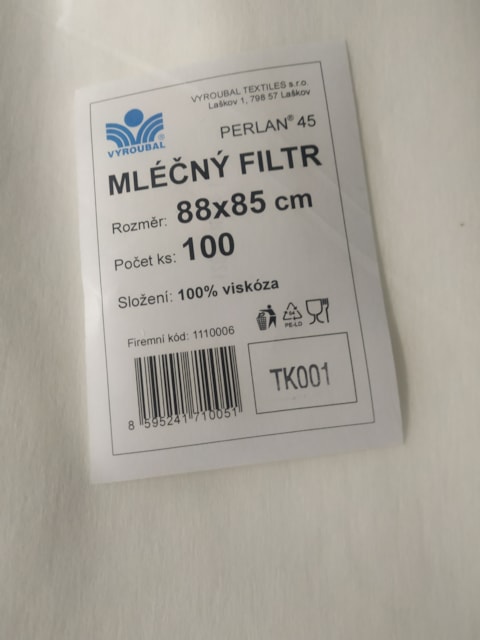 VYROUBAL TEXTILES s.r.o.
Laškov 1, 798 57 Laškov
VYROUBAL®
PERLAN® 45
MLÉČNÝ FILTR
Rozměr: 88x85 cm
Počet ks: 100
Složení: 100% viskóza
04
PE-LD
Firemní kód: 1110006
TK001
8 595241 710051